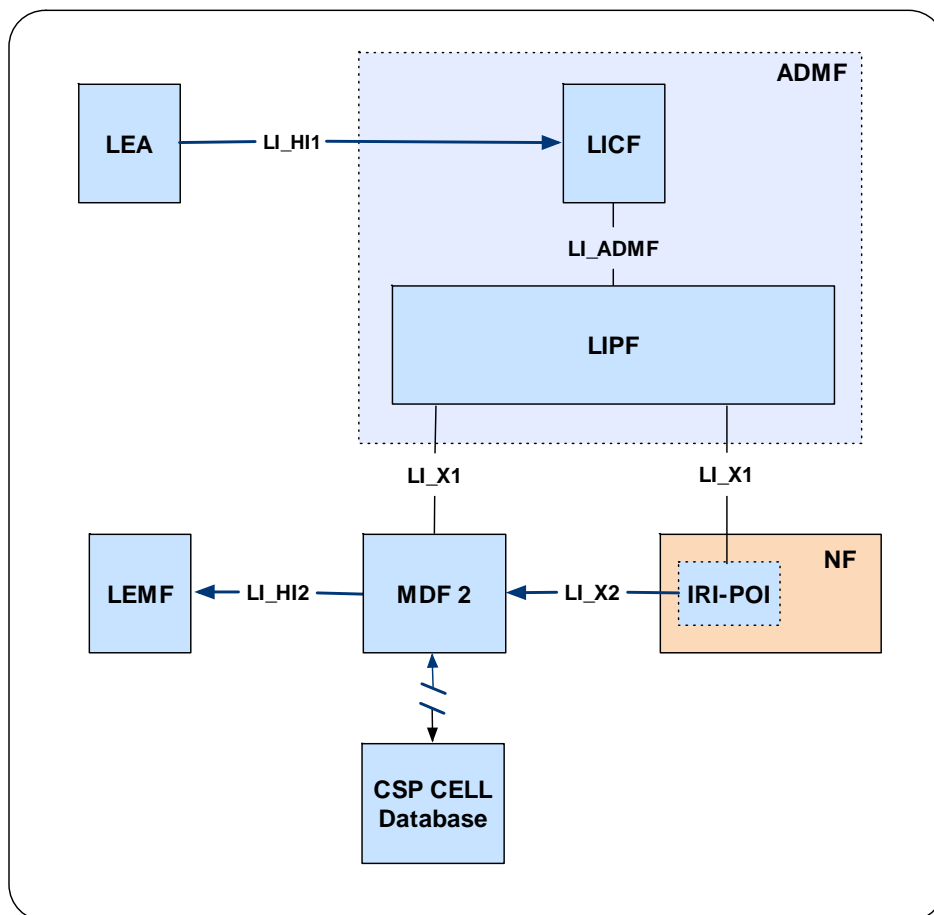 ADMF
LEA
LI_HI1
LICF
LI_ADMF
LIPF
LI_X1
LI_X1
NF
LEMF
LI_HI2
MDF 2
LI_X2
IRI-POI
CSP CELL
Database